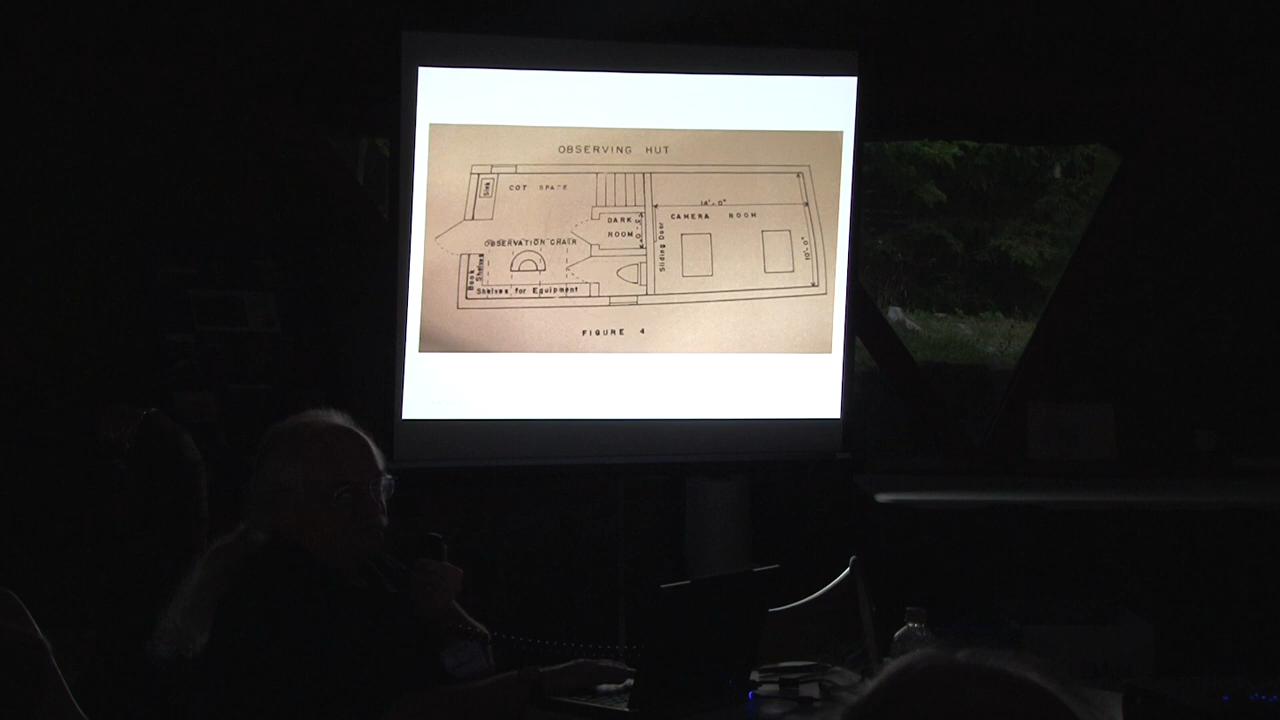 OBSERVING HUT
Sink
COT SPACE
14'-0"
DARK
ROOM
CAMERA ROOM
Sliding Door
10'-0"
OBSERVATION CHAIR
Book
Shelves
Shelves for Equipment
FIGURE 4